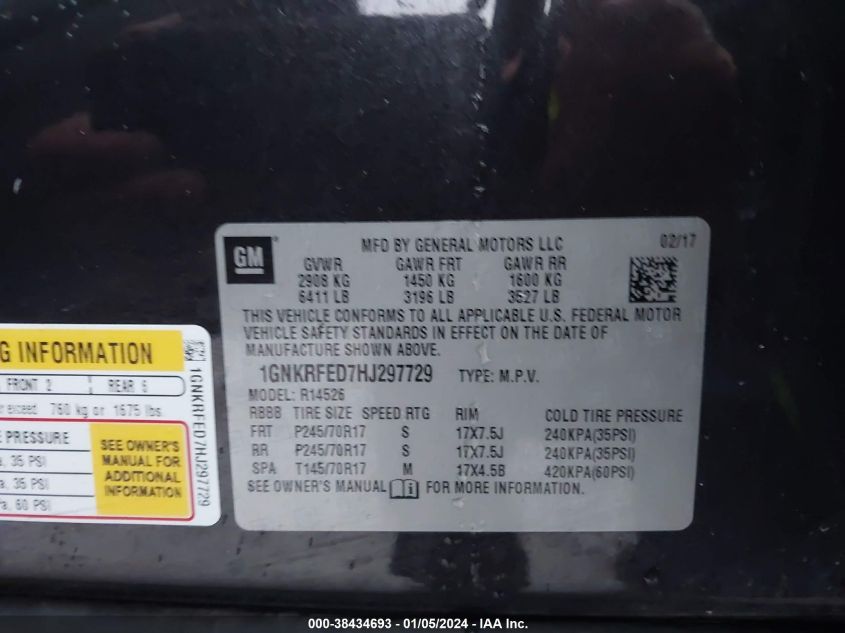 GM
MFD BY GENERAL MOTORS LLC 02/17
GVWR GAWR FRT GAWR RR
2908 KG 1450 KG 1600 KG
6411 LB 3196 LB 3527 LB
THIS VEHICLE CONFORMS TO ALL APPLICABLE U.S. FEDERAL MOTOR
VEHICLE SAFETY STANDARDS IN EFFECT ON THE DATE OF
MANUFACTURE SHOWN ABOVE.
1GNKRFED7HJ297729 TYPE: M.P.V.
MODEL: R14526
RBBB TIRE SIZE SPEED RTG RIM COLD TIRE PRESSURE
FRT P245/70R17 S 17X7.5J 240KPA(35PSI)
RR P245/70R17 S 17X7.5J 240KPA(35PSI)
SPA T145/70R17 M 17X4.5B 420KPA(60PSI)
SEE OWNER'S MANUAL FOR MORE INFORMATION.
G INFORMATION
FRONT 2 REAR 6
exceed 760 kg or 1675 lbs.
E PRESSURE
a, 35 PSI
a, 35 PSI
Pa, 60 PSI
SEE OWNER'S
MANUAL FOR
ADDITIONAL
INFORMATION
1GNKRFED7HJ297729
000-38434693 - 01/05/2024 - IAA Inc.